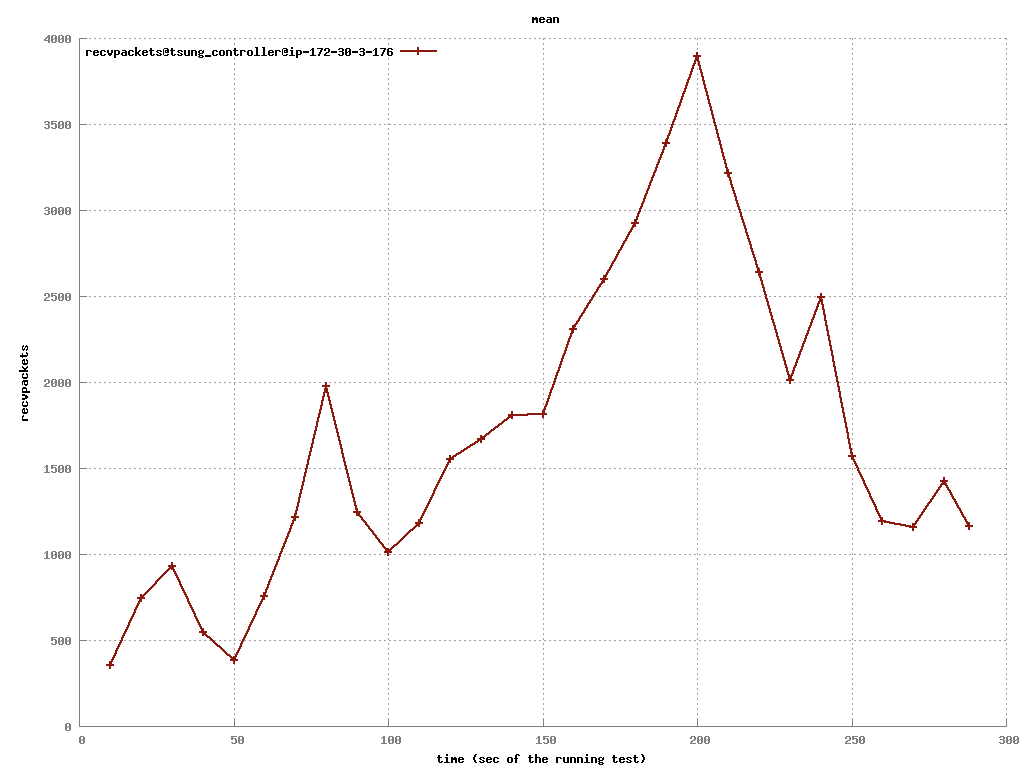 mean
4000
recvpackets@tsung_controller@ip-172-30-3-176
3500
3000
2500
2000
1500
1000
500
0
recvpackets
0 50 100 150 200 250 300
time (sec of the running test)